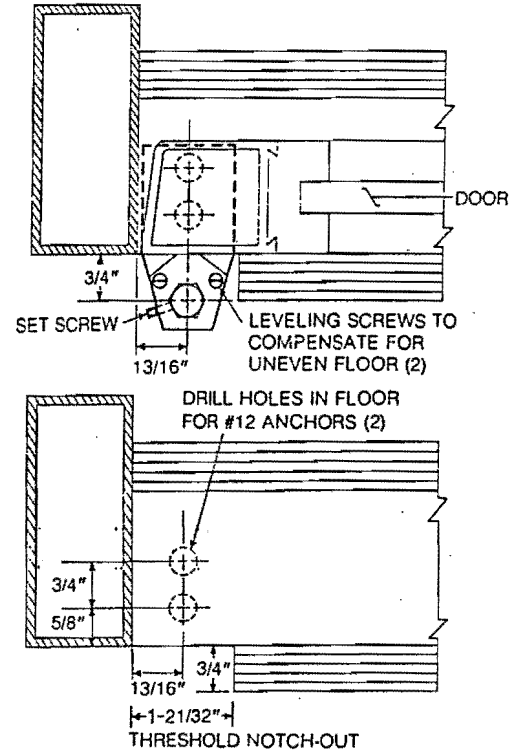 DOOR
3/4"
SET SCREW
LEVELING SCREWS TO
COMPENSATE FOR
UNEVEN FLOOR (2)
13/16"
DRILL HOLES IN FLOOR
FOR #12 ANCHORS (2)
3/4"
5/8"
3/4"
13/16"
1-21/32"
THRESHOLD NOTCH-OUT